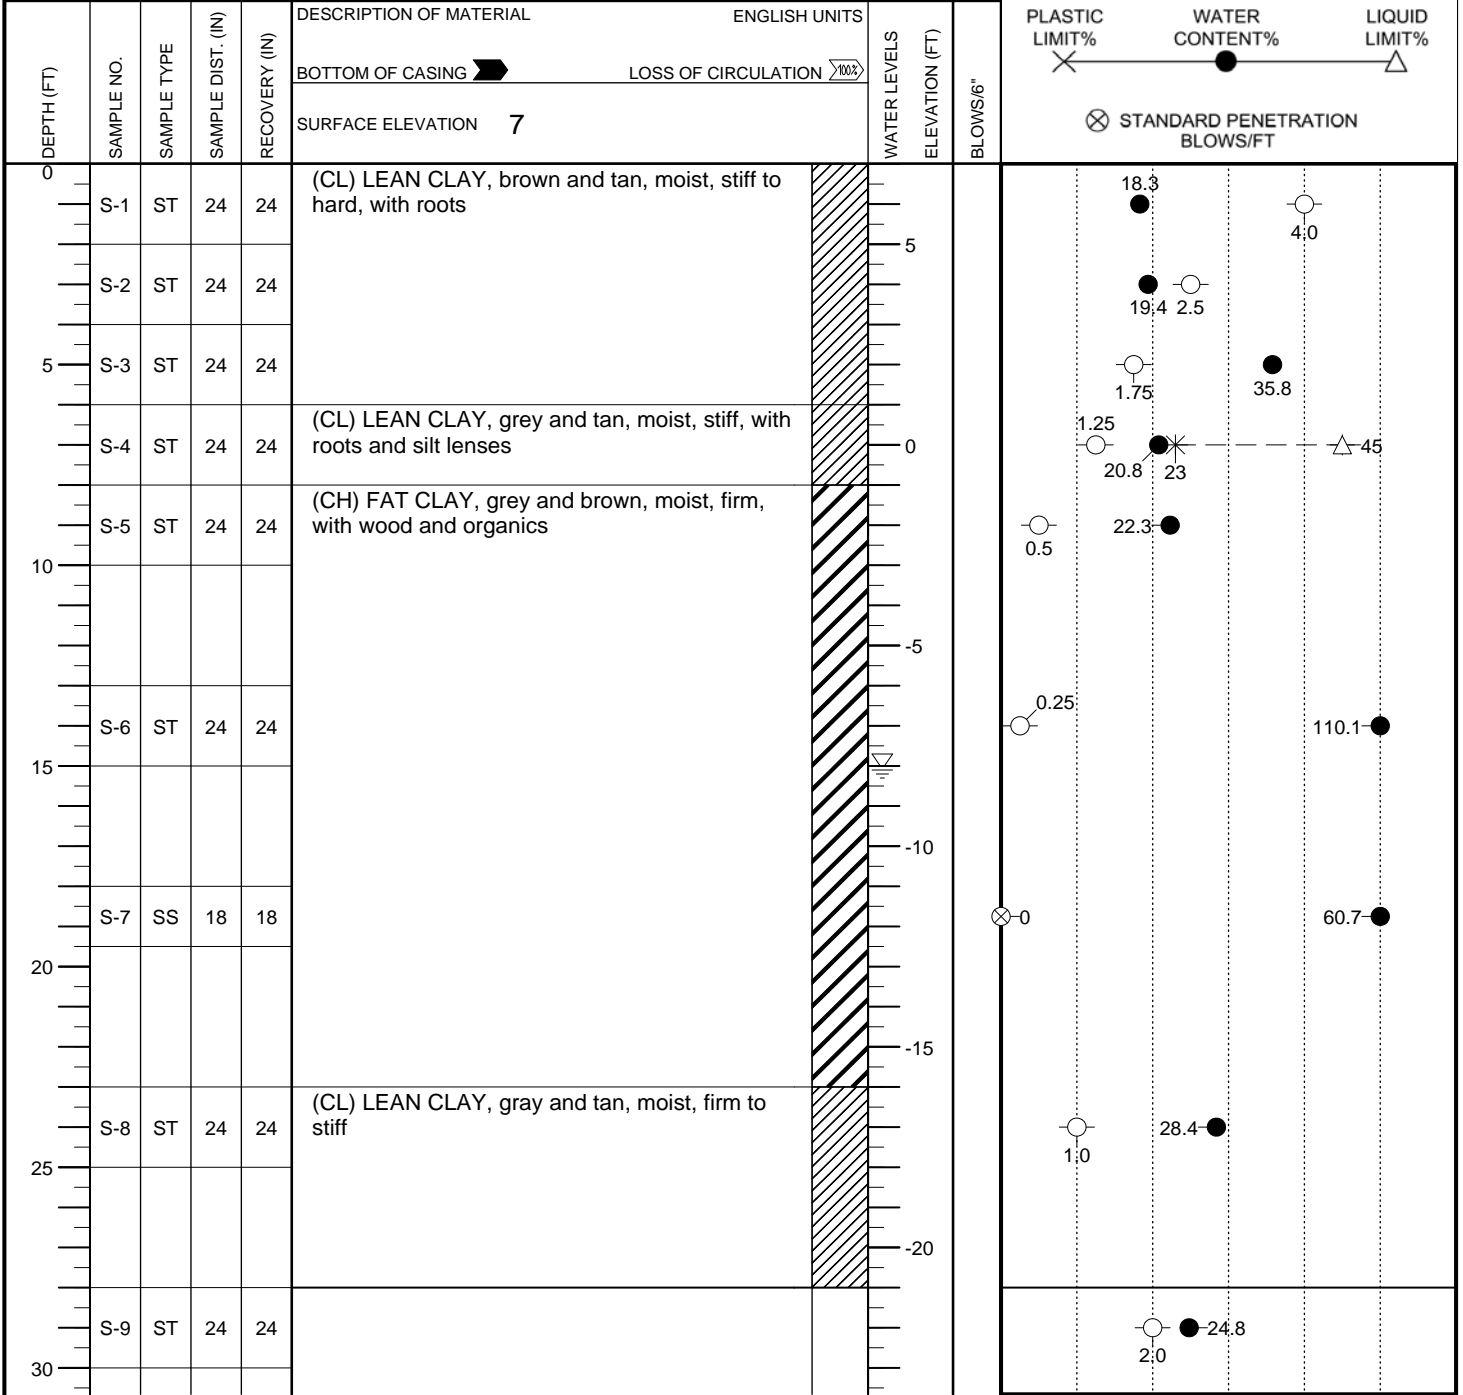 DEPTH (FT)
SAMPLE NO.
SAMPLE TYPE
SAMPLE DIST. (IN)
RECOVERY (IN)
DESCRIPTION OF MATERIAL ENGLISH UNITS
BOTTOM OF CASING LOSS OF CIRCULATION 100%
SURFACE ELEVATION 7
WATER LEVELS
ELEVATION (FT)
BLOWS/6"
PLASTIC WATER LIQUID
LIMIT% CONTENT% LIMIT%
STANDARD PENETRATION
BLOWS/FT
0
(CL) LEAN CLAY, brown and tan, moist, stiff to
hard, with roots
18.3
S-1 ST 24 24
4.0
5
S-2 ST 24 24
19.4 2.5
5 S-3 ST 24 24
1.75 35.8
(CL) LEAN CLAY, grey and tan, moist, stiff, with
roots and silt lenses
1.25
S-4 ST 24 24 0 45
20.8 23
(CH) FAT CLAY, grey and brown, moist, firm,
with wood and organics
S-5 ST 24 24 22.3
0.5
10
-5
0.25
S-6 ST 24 24 110.1
15
-10
S-7 SS 18 18 0 60.7
20
-15
(CL) LEAN CLAY, gray and tan, moist, firm to
stiff
S-8 ST 24 24 28.4
1.0
25
-20
S-9 ST 24 24 24.8
2.0
30